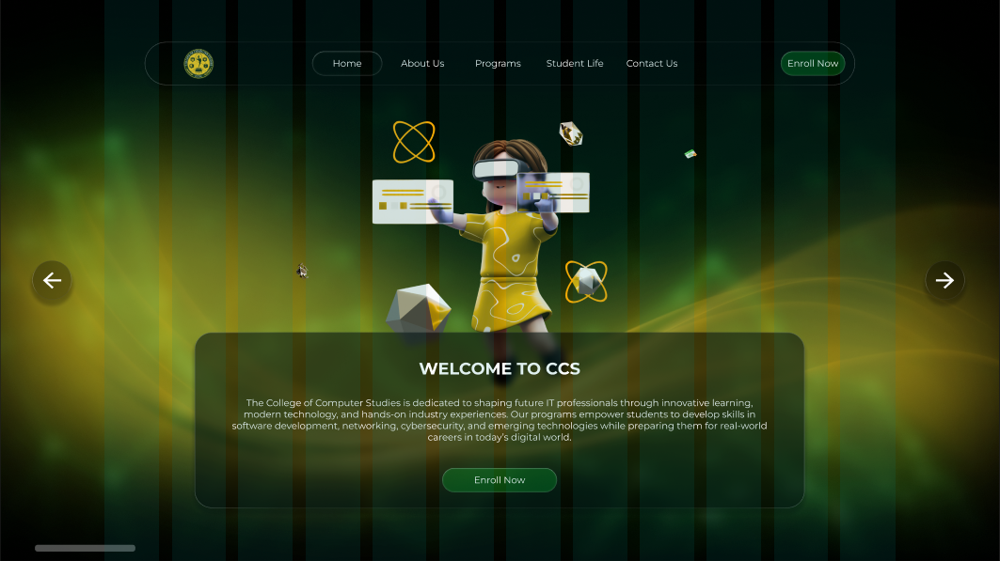 Home About Us Programs Student Life Contact Us Enroll Now
WELCOME TO CCS
The College of Computer Studies is dedicated to shaping future IT professionals through innovative learning,
modern technology, and hands-on industry experiences. Our programs empower students to develop skills in
software development, networking, cybersecurity, and emerging technologies while preparing them for real-world
careers in today's digital world.
Enroll Now